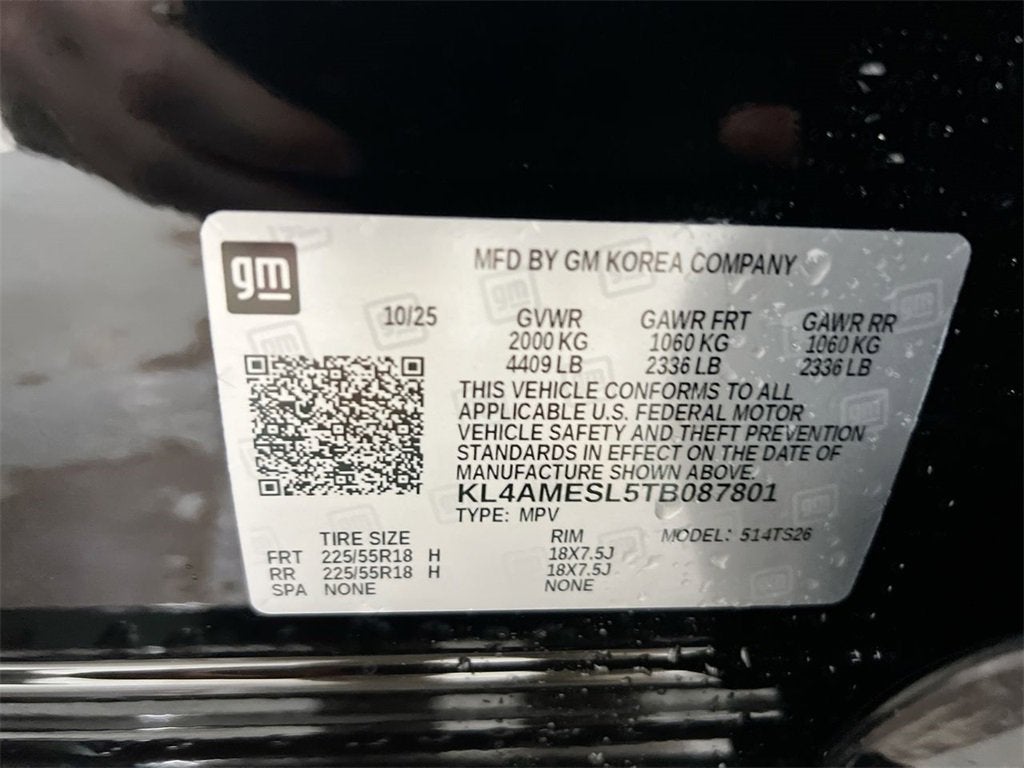 gm
MFD BY GM KOREA COMPANY
10/25 GVWR GAWR FRT GAWR RR
2000 KG 1060 KG 1060 KG
4409 LB 2336 LB 2336 LB
THIS VEHICLE CONFORMS TO ALL
APPLICABLE U.S. FEDERAL MOTOR
VEHICLE SAFETY AND THEFT PREVENTION
STANDARDS IN EFFECT ON THE DATE OF
MANUFACTURE SHOWN ABOVE.
KL4AMESL5TB087801
TYPE: MPV
TIRE SIZE RIM MODEL: 514TS26
FRT 225/55R18 H 18X7.5J
RR 225/55R18 H 18X7.5J
SPA NONE NONE